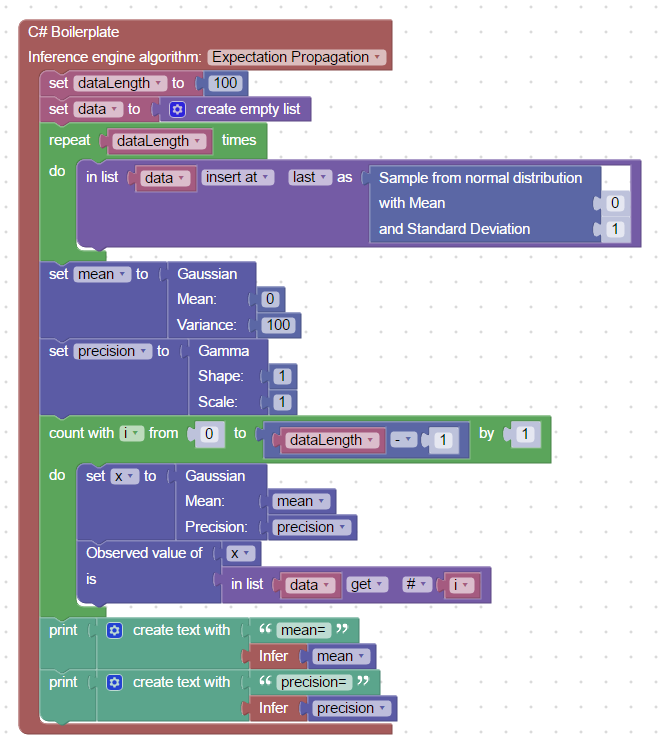 C# Boilerplate
Inference engine algorithm: Expectation Propagation
set dataLength to 100
set data to create empty list
repeat dataLength times
do in list data insert at last as Sample from normal distribution
with Mean 0
and Standard Deviation 1
set mean to Gaussian
Mean: 0
Variance: 100
set precision to Gamma
Shape: 1
Scale: 1
count with i from 0 to dataLength - 1 by 1
do set x to Gaussian
Mean: mean
Precision: precision
Observed value of x
is in list data get # i
print create text with “ mean= ”
Infer mean
print create text with “ precision= ”
Infer precision